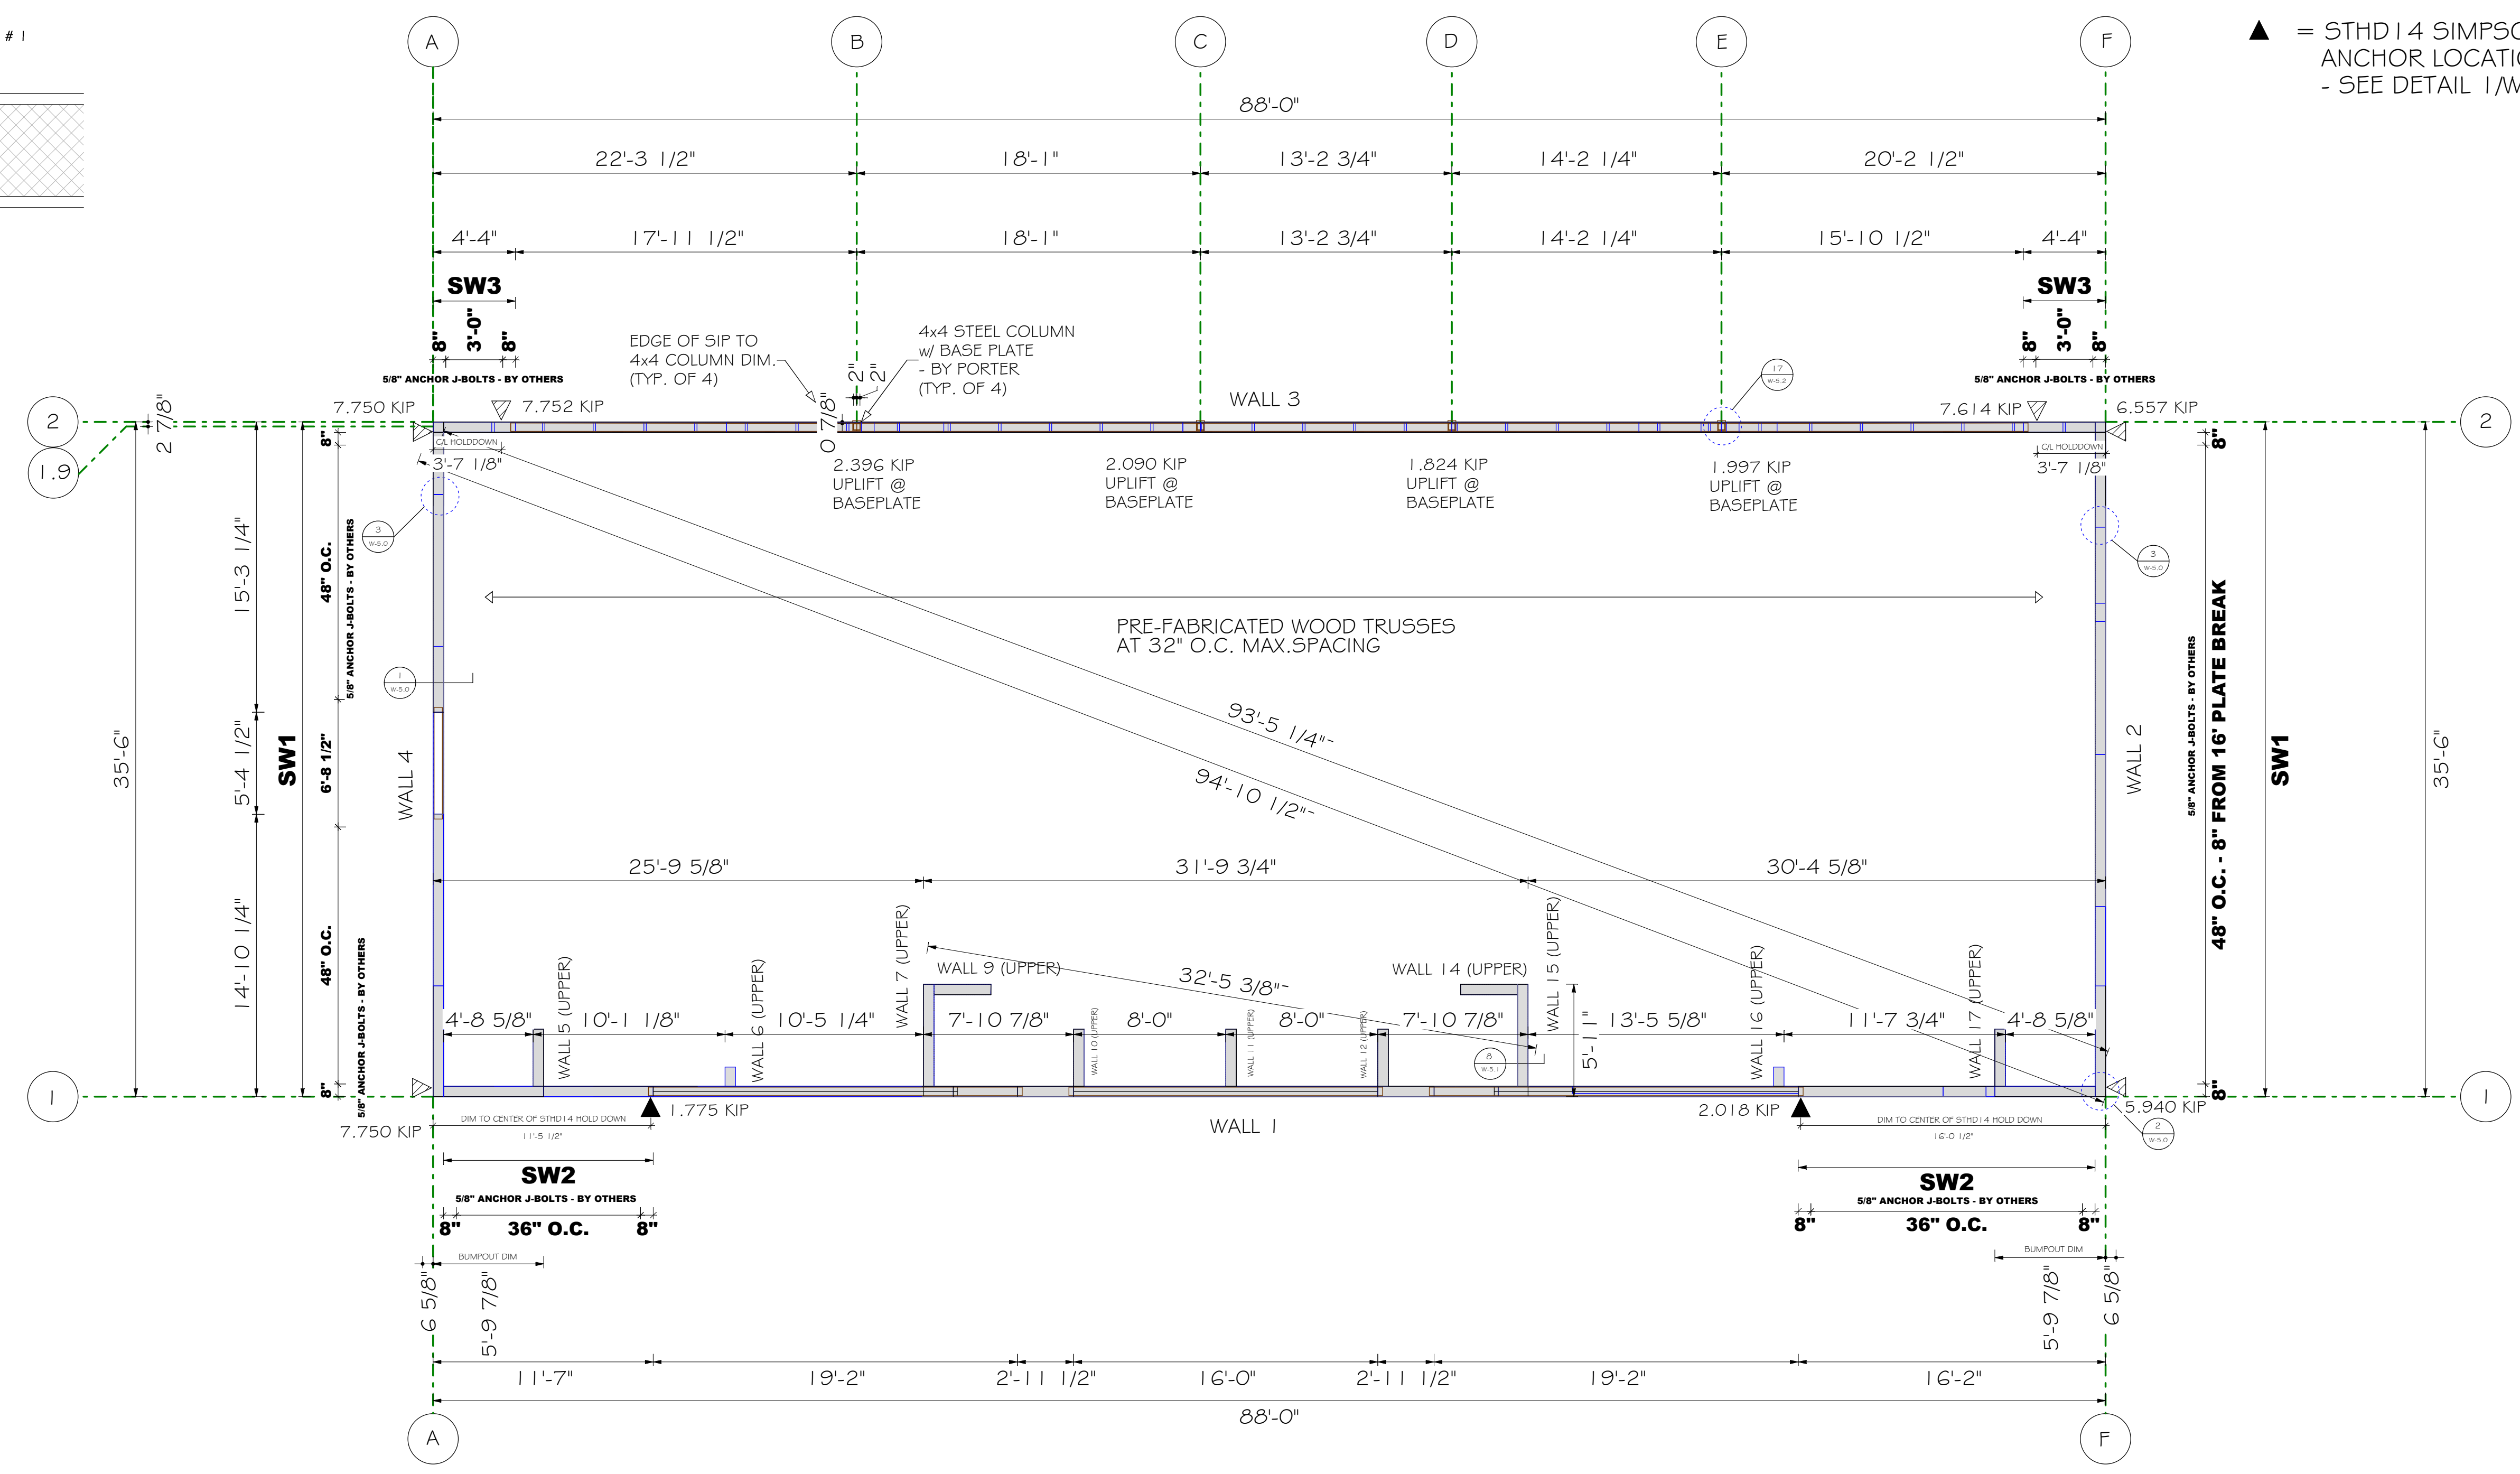 # 1
A
B
C
D
E
F
= STHD14 SIMPSO
ANCHOR LOCATIO
- SEE DETAIL 1/W
88'-0"
22'-3 1/2"
18'-1"
13'-2 3/4"
14'-2 1/4"
20'-2 1/2"
4'-4"
17'-11 1/2"
18'-1"
13'-2 3/4"
14'-2 1/4"
15'-10 1/2"
4'-4"
SW3
SW3
8"
3'-0"
8"
8"
3'-0"
8"
5/8" ANCHOR J-BOLTS - BY OTHERS
5/8" ANCHOR J-BOLTS - BY OTHERS
EDGE OF SIP TO
4x4 COLUMN DIM.
(TYP. OF 4)
2"
2"
4x4 STEEL COLUMN
w/ BASE PLATE
- BY PORTER
(TYP. OF 4)
WALL 3
17
W-5.2
2
1.9
2 7/8"
7.750 KIP
7.752 KIP
7.614 KIP
6.557 KIP
2
8"
C/L HOLDDOWN
3'-7 1/8"
0 7/8"
2.396 KIP
UPLIFT @
BASEPLATE
2.090 KIP
UPLIFT @
BASEPLATE
1.824 KIP
UPLIFT @
BASEPLATE
1.997 KIP
UPLIFT @
BASEPLATE
C/L HOLDDOWN
3'-7 1/8"
8"
3
W-5.0
3
W-5.0
15'-3 1/4"
48" O.C.
5/8" ANCHOR J-BOLTS - BY OTHERS
PRE-FABRICATED WOOD TRUSSES
AT 32" O.C. MAX.SPACING
1
W-5.0
93'-5 1/4"
94'-10 1/2"
35'-6"
5'-4 1/2"
SW1
6'-8 1/2"
WALL 4
WALL 2
5/8" ANCHOR J-BOLTS - BY OTHERS
48" O.C. - 8" FROM 16' PLATE BREAK
SW1
35'-6"
25'-9 5/8"
31'-9 3/4"
30'-4 5/8"
14'-10 1/4"
48" O.C.
5/8" ANCHOR J-BOLTS - BY OTHERS
8"
WALL 5 (UPPER)
WALL 6 (UPPER)
WALL 7 (UPPER)
WALL 9 (UPPER)
WALL 10 (UPPER)
WALL 11 (UPPER)
WALL 12 (UPPER)
WALL 14 (UPPER)
WALL 15 (UPPER)
WALL 16 (UPPER)
WALL 17 (UPPER)
32'-5 3/8"
4'-8 5/8"
10'-1 1/8"
10'-5 1/4"
7'-10 7/8"
8'-0"
8'-0"
7'-10 7/8"
13'-5 5/8"
11'-7 3/4"
4'-8 5/8"
8
W-5.1
5'-11"
8"
1
1
7.750 KIP
DIM TO CENTER OF STHD14 HOLD DOWN
11'-5 1/2"
1.775 KIP
WALL 1
2.018 KIP
DIM TO CENTER OF STHD14 HOLD DOWN
16'-0 1/2"
5.940 KIP
2
W-5.0
SW2
5/8" ANCHOR J-BOLTS - BY OTHERS
8"
36" O.C.
8"
SW2
5/8" ANCHOR J-BOLTS - BY OTHERS
8"
36" O.C.
8"
BUMPOUT DIM
6 5/8"
5'-9 7/8"
BUMPOUT DIM
5'-9 7/8"
6 5/8"
11'-7"
19'-2"
2'-11 1/2"
16'-0"
2'-11 1/2"
19'-2"
16'-2"
88'-0"
A
F